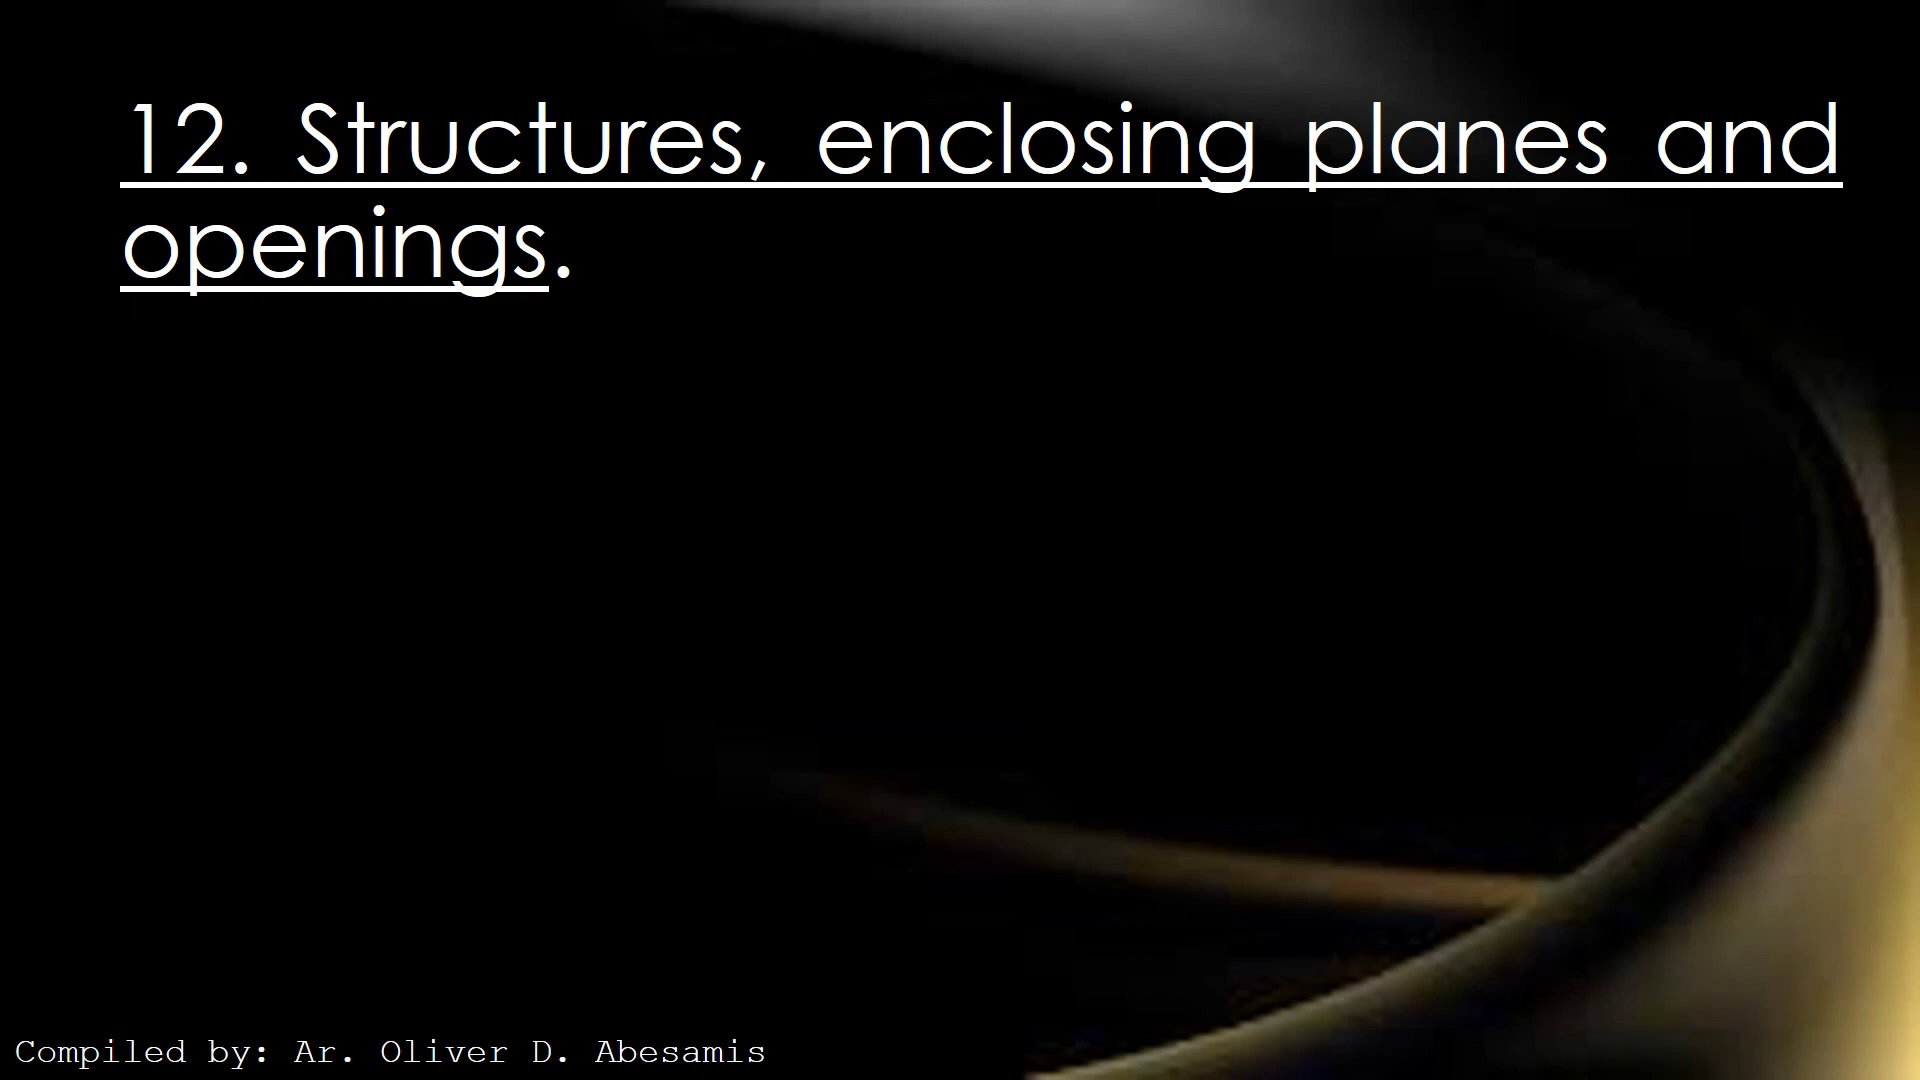 12. Structures, enclosing planes and
openings.
Compiled by: Ar. Oliver D. Abesamis